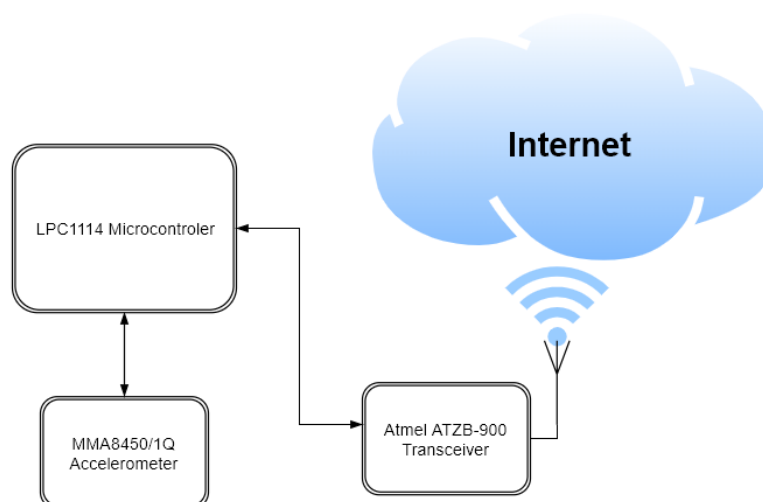 Internet
LPC1114 Microcontroler
MMA8450/1Q
Accelerometer
Atmel ATZB-900
Transceiver